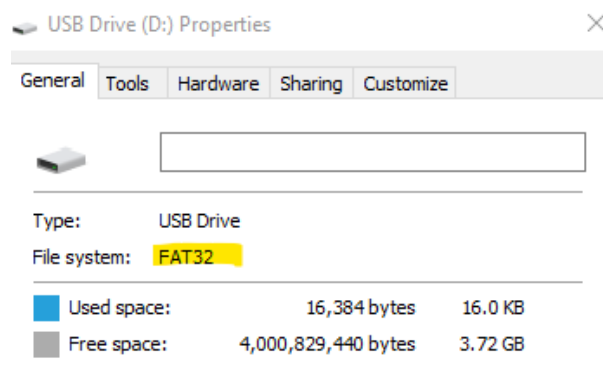 USB Drive (D:) Properties
General Tools Hardware Sharing Customize
Type: USB Drive
File system: FAT32
Used space: 16,384 bytes 16.0 KB
Free space: 4,000,829,440 bytes 3.72 GB